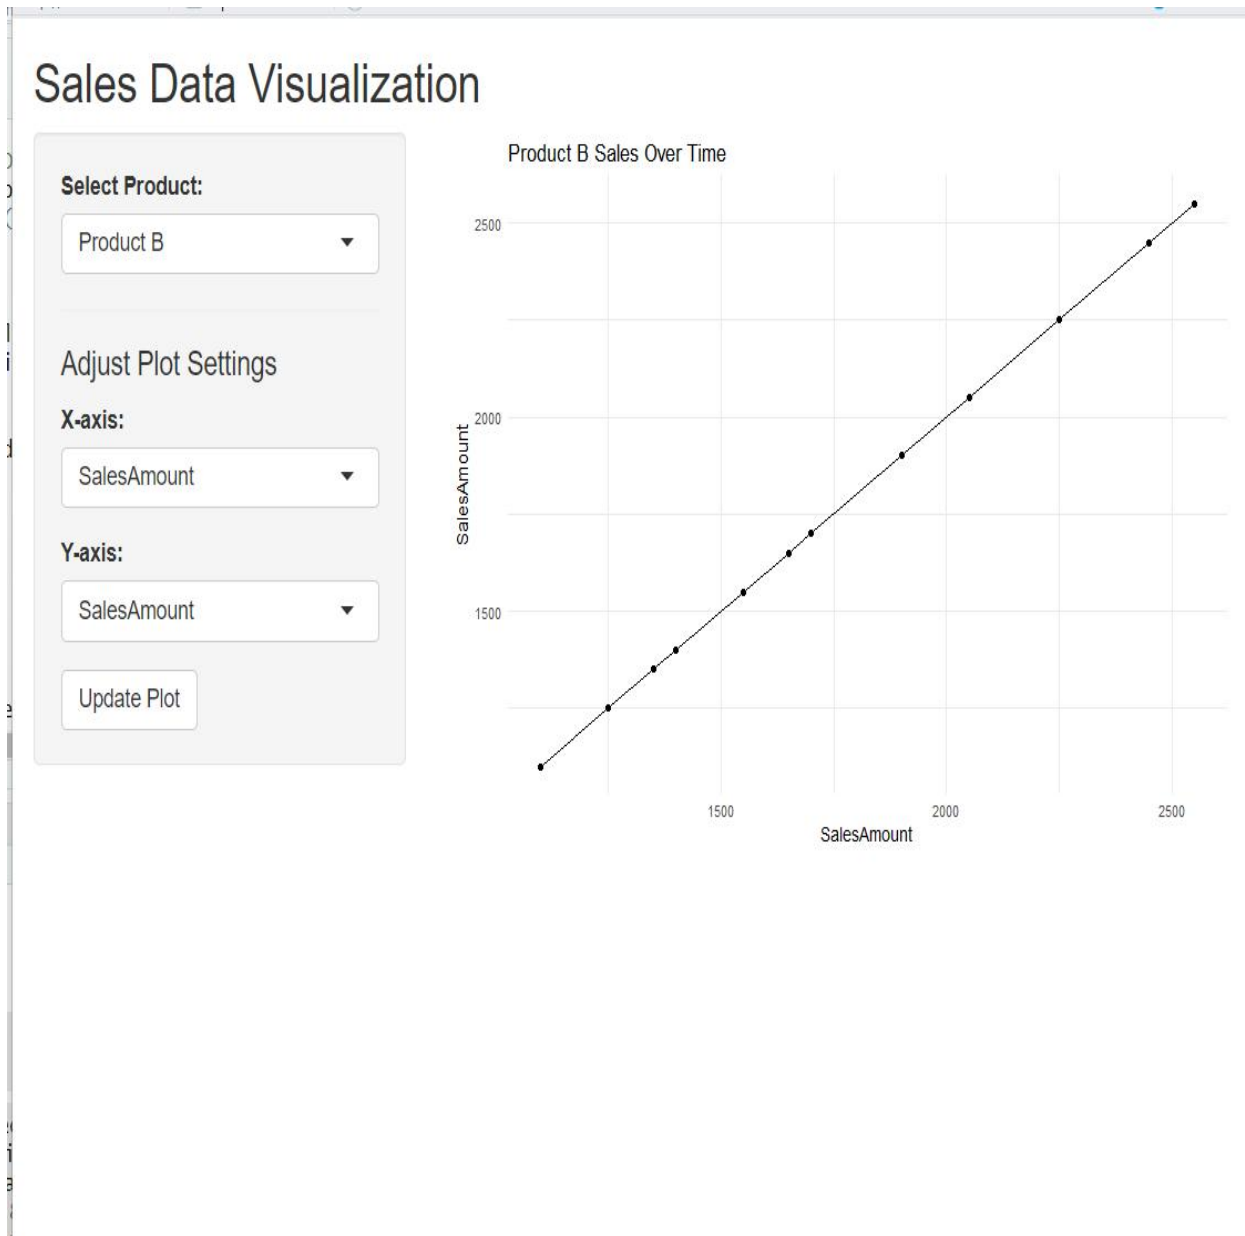 Sales Data Visualization
Select Product:
Product B
Adjust Plot Settings
X-axis:
SalesAmount
Y-axis:
SalesAmount
Update Plot
Product B Sales Over Time
2500
2000
1500
SalesAmount
1500 2000 2500
SalesAmount